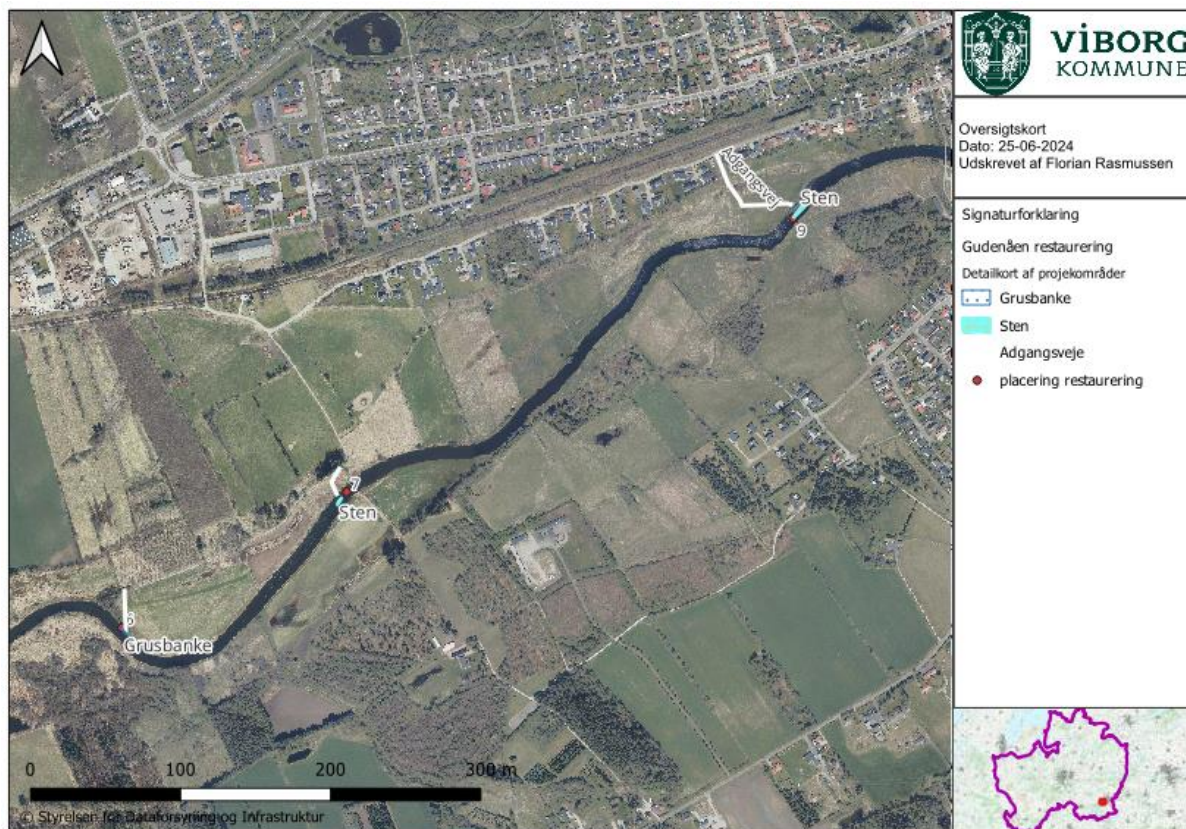 VIBORG
KOMMUNE
Oversigtskort
Dato: 25-06-2024
Udskrevet af Florian Rasmussen
Signaturforklaring
Gudenåen restaurering
Detailkort af projekområder
Grusbanke
Sten
Adgangsveje
placering restaurering
Adgangsvej
Sten
9
7
Sten
6
Grusbanke
0 100 200 300 m
© Styrelsen for Dataforsyning og Infrastruktur